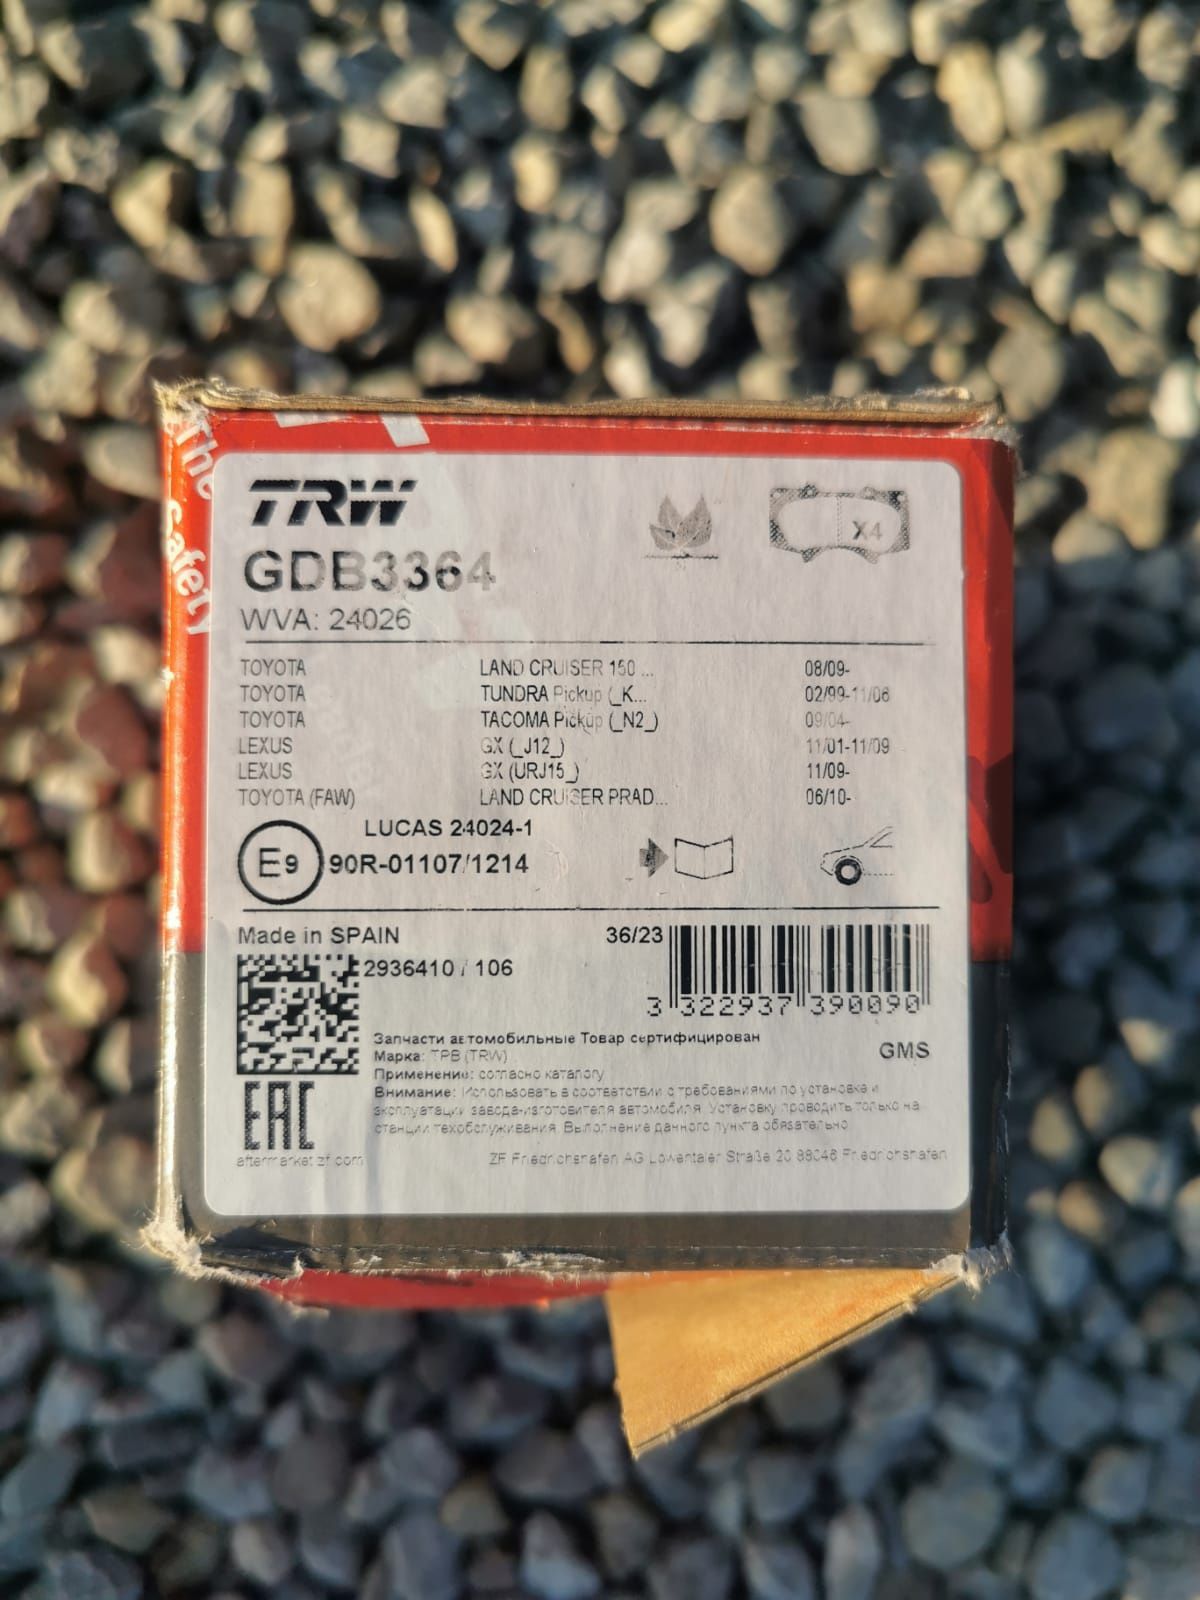 The
Safety
TRW
X4
GDB3364
WVA: 24026
TOYOTA LAND CRUISER 150 ... 08/09-
TOYOTA TUNDRA Pickup (_K... 02/99-11/06
TOYOTA TACOMA Pickup (_N2_) 09/04-
LEXUS GX (_J12_) 11/01-11/09
LEXUS GX (URJ15_) 11/09-
TOYOTA (FAW) LAND CRUISER PRAD... 06/10-
LUCAS 24024-1
E9 90R-01107/1214
Made in SPAIN 36/23
2936410 / 106
3 322937 390090
Запчасти автомобильные Товар сертифицирован
Марка: ТРВ (TRW) GMS
Применение: согласно каталогу
Внимание: Использовать в соответствии с требованиями по установке и
эксплуатации завода-изготовителя автомобиля. Установку проводить только на
станции техобслуживания. Выполнение данного пункта обязательно
EAC
aftermarket.zf.com ZF Friedrichshafen AG Löwentaler Straße 20 88046 Friedrichshafen